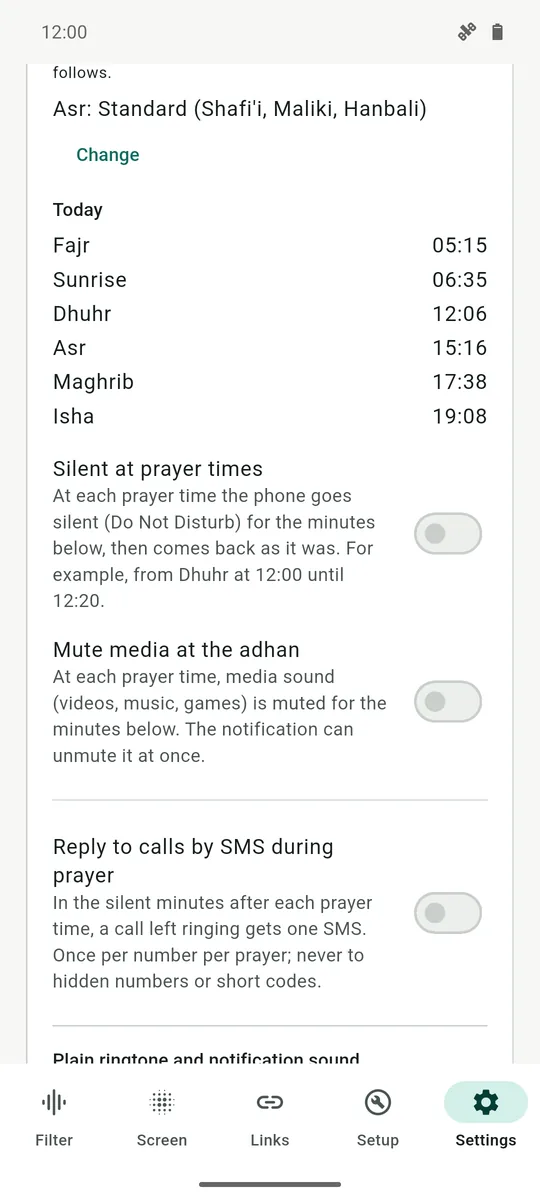 12:00
follows.
Asr: Standard (Shafi'i, Maliki, Hanbali)
Change
Today
Fajr 05:15
Sunrise 06:35
Dhuhr 12:06
Asr 15:16
Maghrib 17:38
Isha 19:08
Silent at prayer times
At each prayer time the phone goes
silent (Do Not Disturb) for the minutes
below, then comes back as it was. For
example, from Dhuhr at 12:00 until
12:20.
Mute media at the adhan
At each prayer time, media sound
(videos, music, games) is muted for the
minutes below. The notification can
unmute it at once.
Reply to calls by SMS during
prayer
In the silent minutes after each prayer
time, a call left ringing gets one SMS.
Once per number per prayer; never to
hidden numbers or short codes.
Plain ringtone and notification sound
Filter Screen Links Setup Settings